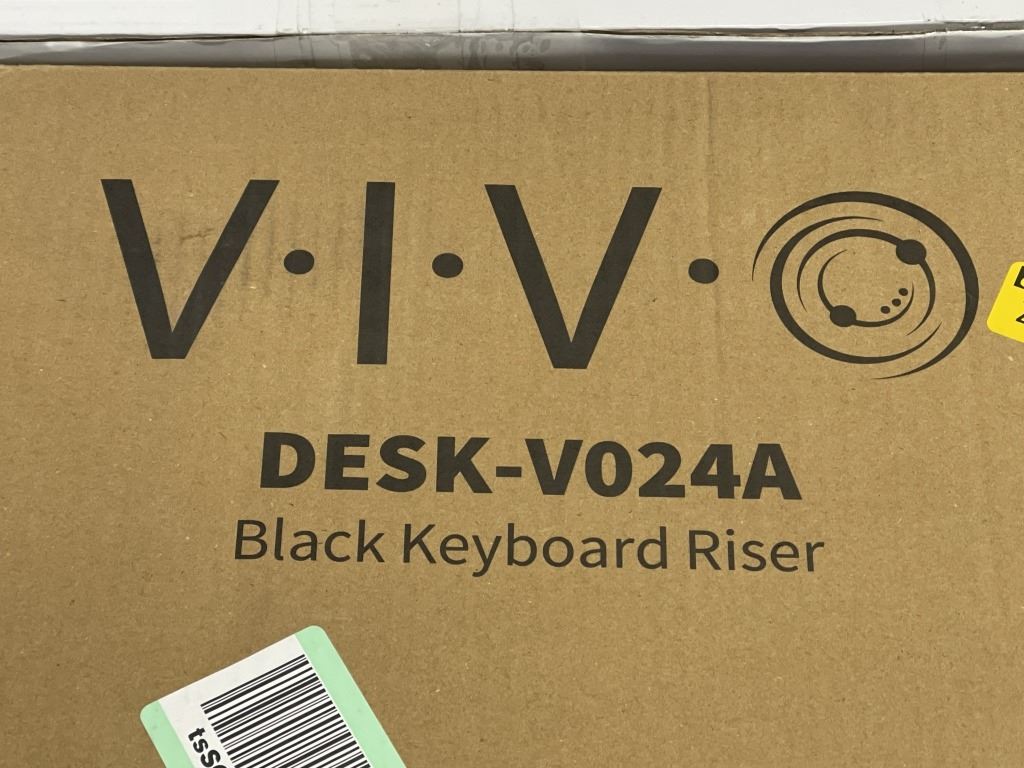 V·I·V·O
DESK-V024A
Black Keyboard Riser